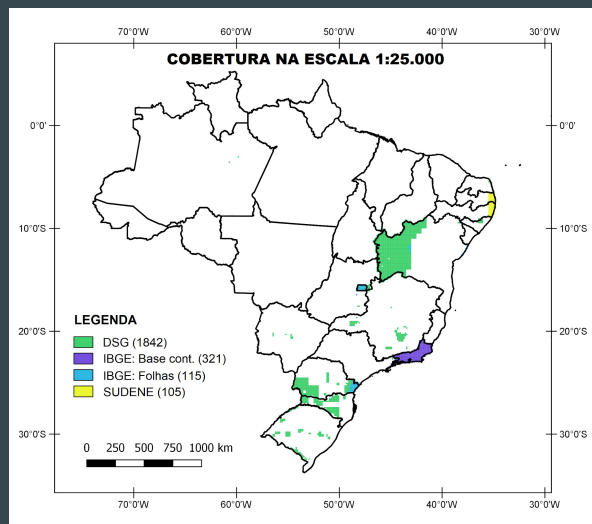 70°0'W 60°0'W 50°0'W 40°0'W 30°0'W
COBERTURA NA ESCALA 1:25.000
0°0' 0°0'
10°0'S 10°0'S
20°0'S 20°0'S
30°0'S 30°0'S
LEGENDA
DSG (1842)
IBGE: Base cont. (321)
IBGE: Folhas (115)
SUDENE (105)
0 250 500 750 1000 km
70°0'W 60°0'W 50°0'W 40°0'W 30°0'W